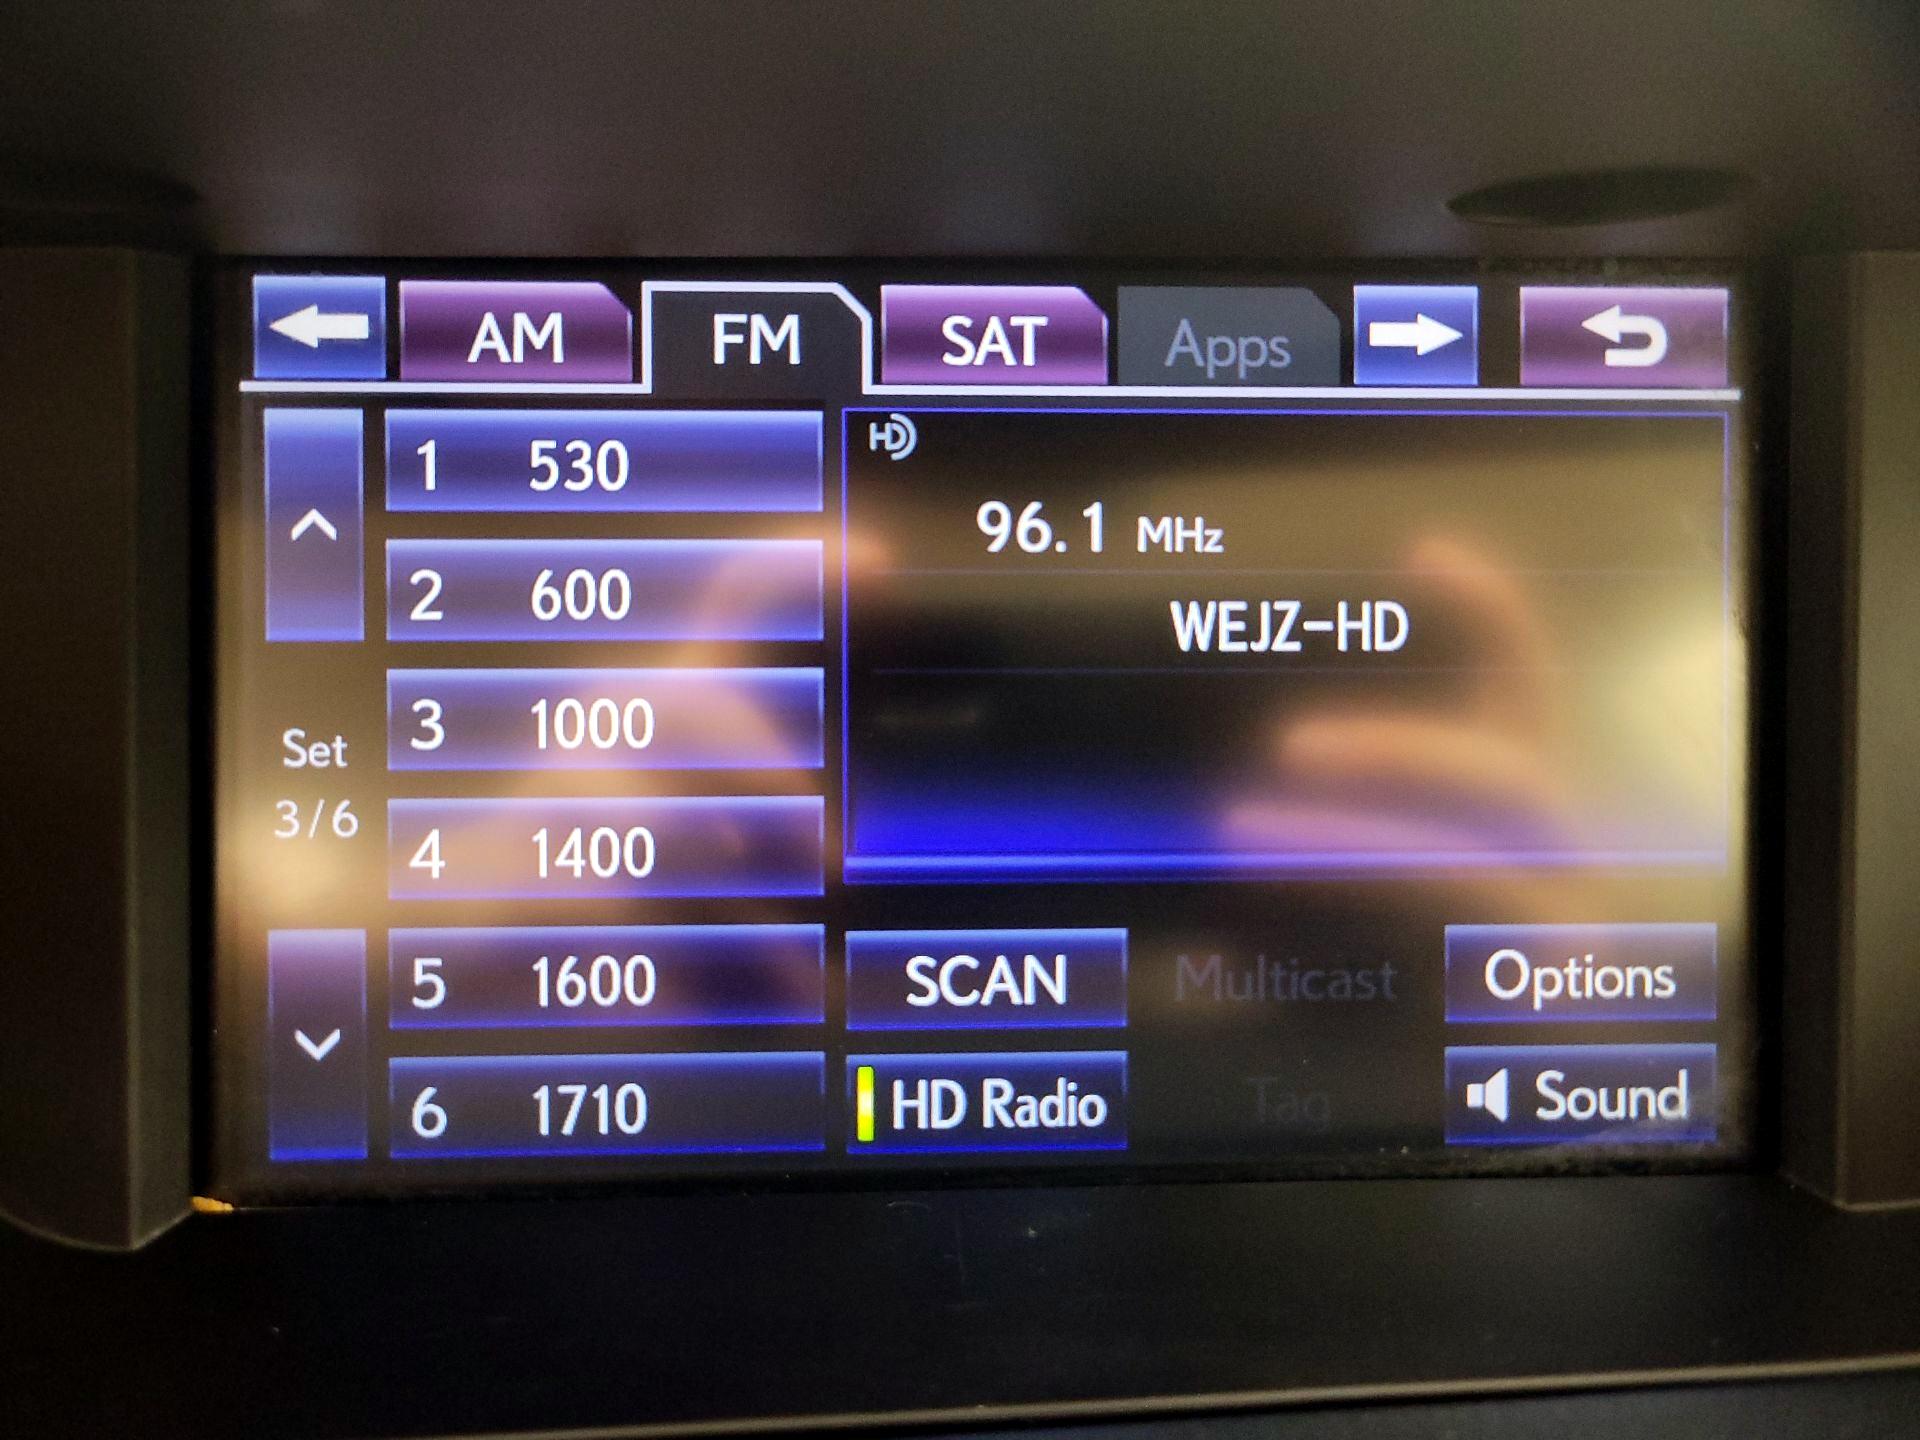 AM FM SAT Apps
HD
1 530
96.1 MHz
2 600
WEJZ-HD
3 1000
Set
3/6
4 1400
5 1600
SCAN Multicast Options
6 1710
HD Radio Tag Sound